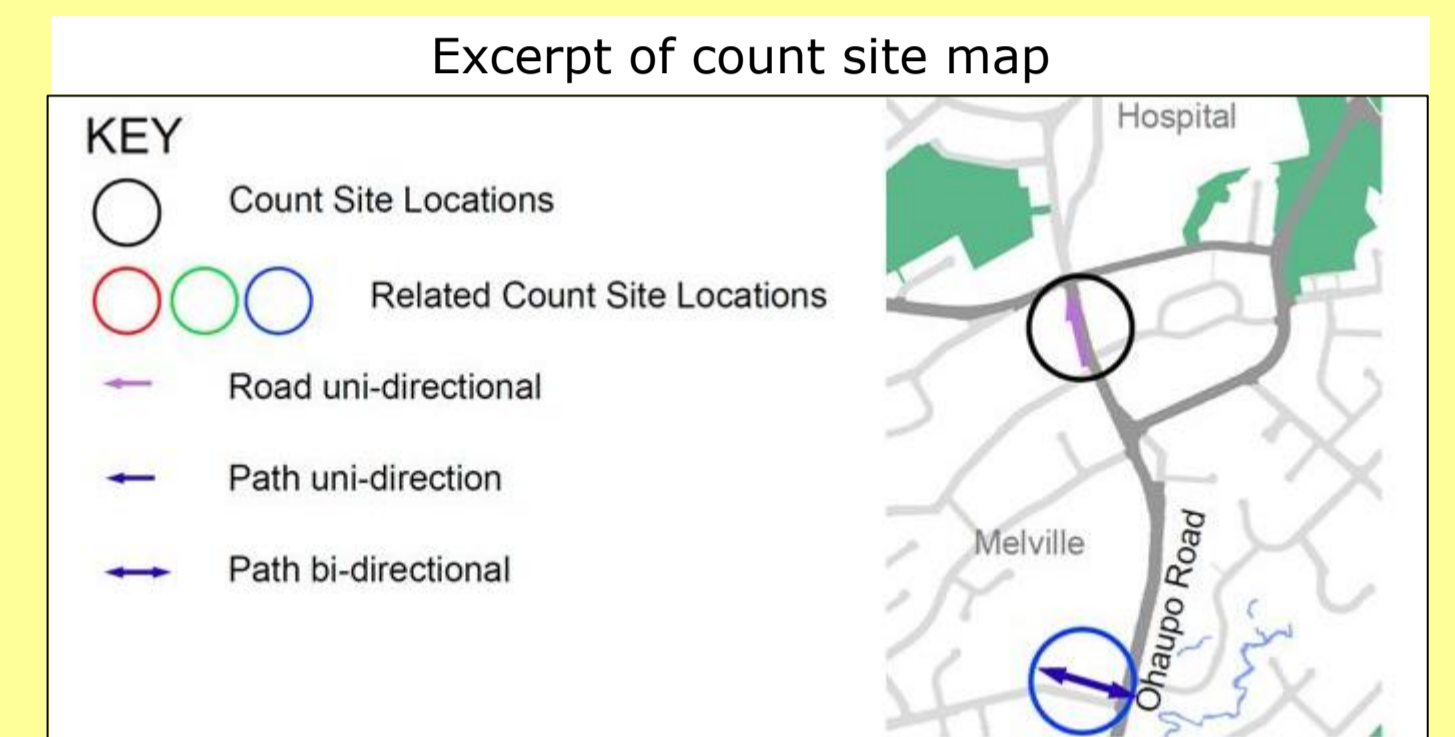 Excerpt of count site map
KEY
Count Site Locations
Related Count Site Locations
Road uni-directional
Path uni-direction
Path bi-directional
Hospital
Melville
Ohaupo Road